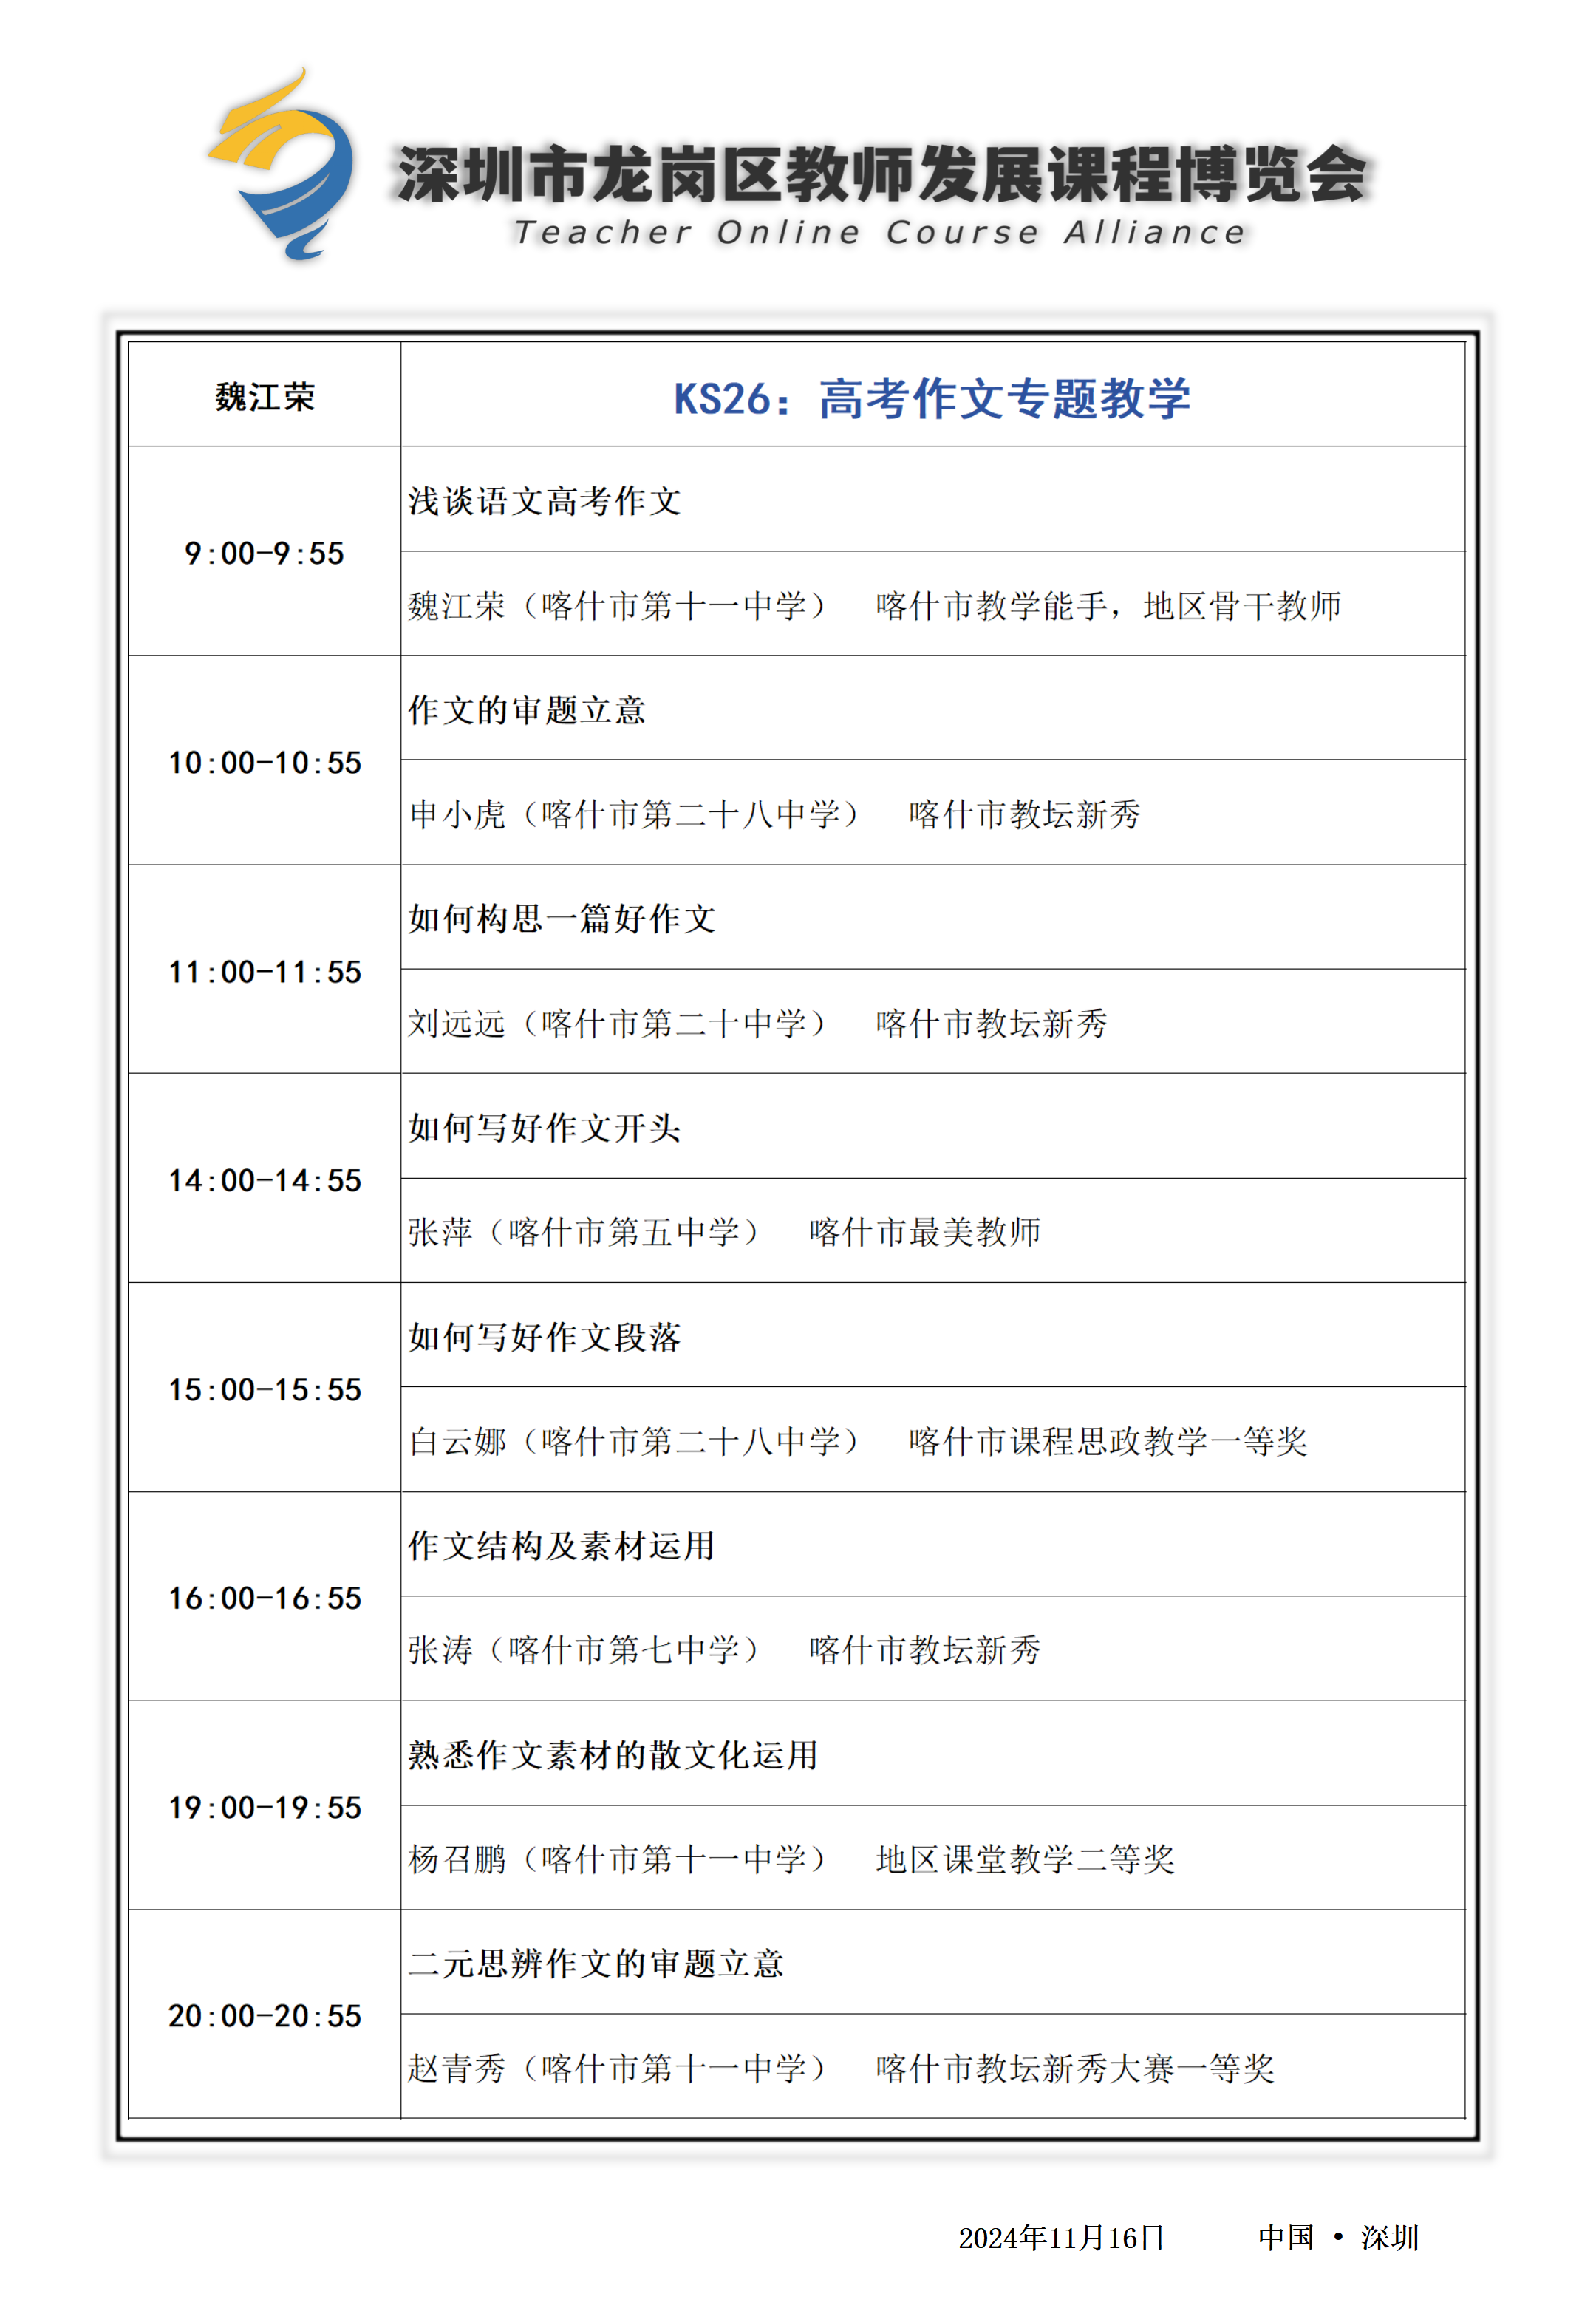 深圳市龙岗区教师发展课程博览会
Teacher Online Course Alliance
魏江荣
KS26：高考作文专题教学
9:00-9:55
浅谈语文高考作文
魏江荣（喀什市第十一中学） 喀什市教学能手，地区骨干教师
10:00-10:55
作文的审题立意
申小虎（喀什市第二十八中学） 喀什市教坛新秀
11:00-11:55
如何构思一篇好作文
刘远远（喀什市第二十中学） 喀什市教坛新秀
14:00-14:55
如何写好作文开头
张萍（喀什市第五中学） 喀什市最美教师
15:00-15:55
如何写好作文段落
白云娜（喀什市第二十八中学） 喀什市课程思政教学一等奖
16:00-16:55
作文结构及素材运用
张涛（喀什市第七中学） 喀什市教坛新秀
19:00-19:55
熟悉作文素材的散文化运用
杨召鹏（喀什市第十一中学） 地区课堂教学二等奖
20:00-20:55
二元思辨作文的审题立意
赵青秀（喀什市第十一中学） 喀什市教坛新秀大赛一等奖
2024年11月16日 中国 • 深圳